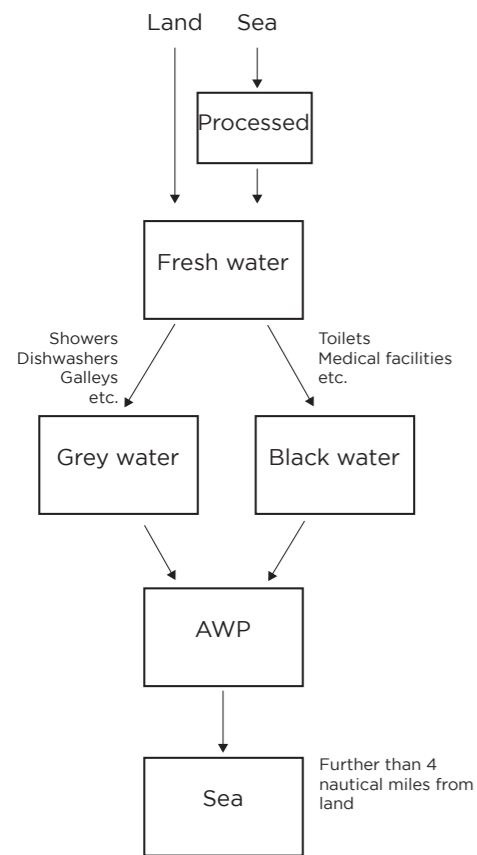 Land
Sea
Processed
Fresh water
Showers
Dishwashers
Galleys
etc.
Toilets
Medical facilities
etc.
Grey water
Black water
AWP
Sea
Further than 4
nautical miles from
land